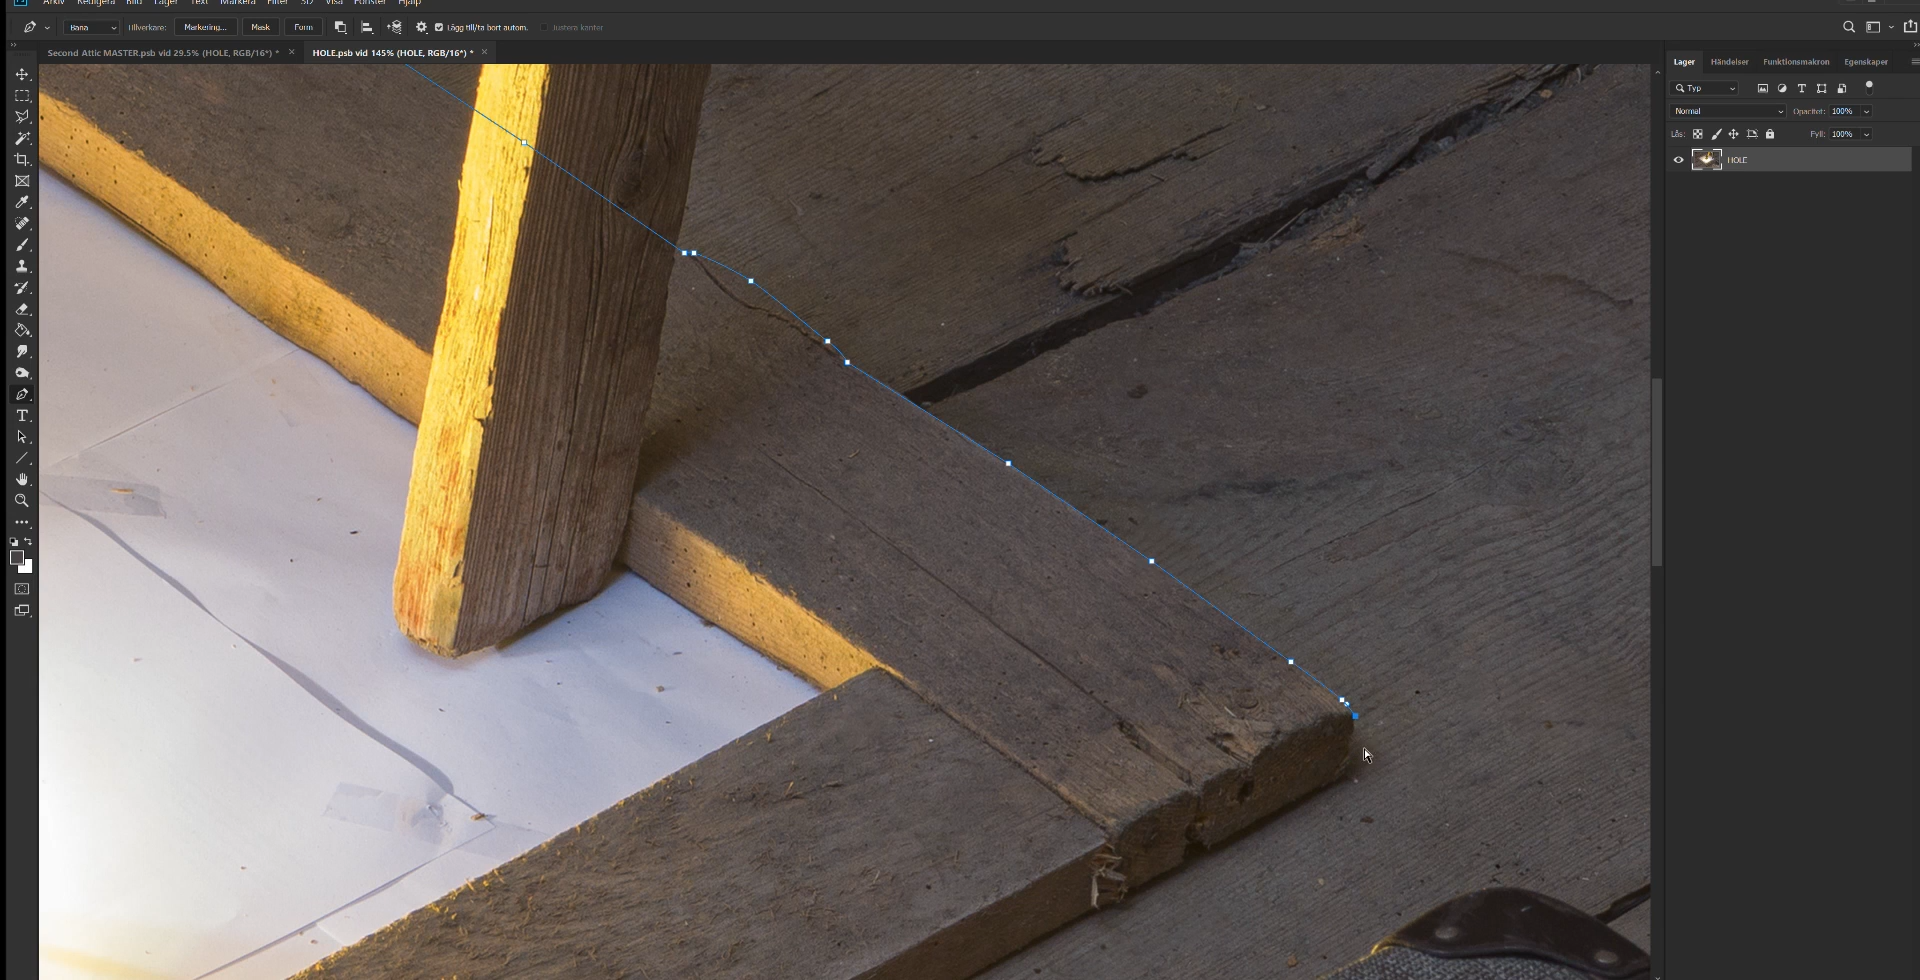 Arkiv Redigera Bild Lager Text Markera Filter 3D Visa Fönster Hjälp
Bana Tillverkare: Markering... Mask Form Lägg till/ta bort autom. Justera kanter
Second Attic MASTER.psb vid 29.5% (HOLE, RGB/16*) * × HOLE.psb vid 145% (HOLE, RGB/16*) * ×
Lager Händelser Funktionsmakron Egenskaper
Typ
Normal Opacitet: 100%
Lås: Fyll: 100%
HOLE